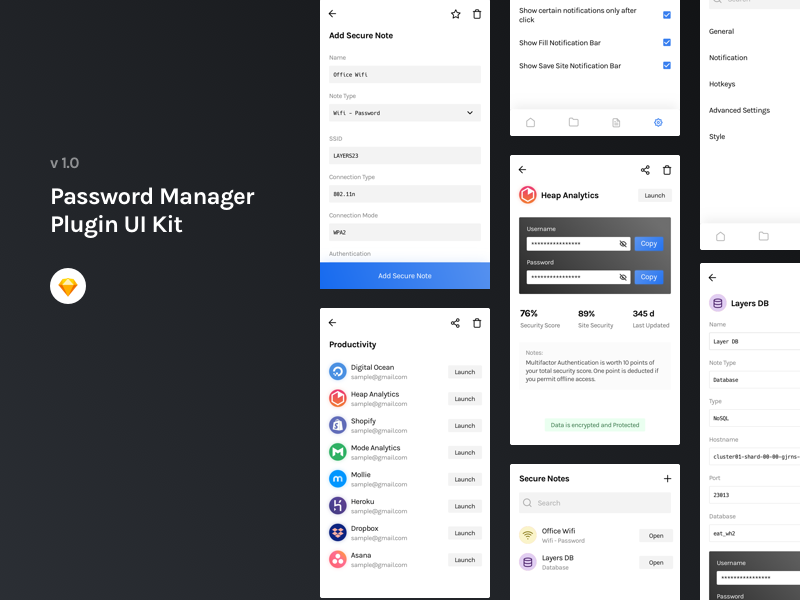 v 1.0
Password Manager
Plugin UI Kit
Add Secure Note
Name
Office Wifi
Note Type
Wifi - Password
SSID
LAYERS23
Connection Type
802.11n
Connection Mode
WPA2
Authentication
Add Secure Note
Productivity
Digital Ocean
sample@gmail.com
Launch
Heap Analytics
sample@gmail.com
Launch
Shopify
sample@gmail.com
Launch
Mode Analytics
sample@gmail.com
Launch
Mollie
sample@gmail.com
Launch
Heroku
sample@gmail.com
Launch
Dropbox
sample@gmail.com
Launch
Asana
sample@gmail.com
Launch
Show certain notifications only after
click
Show Fill Notification Bar
Show Save Site Notification Bar
Heap Analytics
Launch
Username
****************
Copy
Password
****************
Copy
76%
Security Score
89%
Site Security
345 d
Last Updated
Notes:
Multifactor Authentication is worth 10 points of
your total security score. One point is deducted if
you permit offline access.
Data is encrypted and Protected
Secure Notes
Search
Office Wifi
Wifi - Password
Open
Layers DB
Database
Open
General
Notification
Hotkeys
Advanced Settings
Style
Layers DB
Name
Layer DB
Note Type
Database
Type
NoSQL
Hostname
cluster01-shard-00-00-gjrns-
Port
23013
Database
eat_wh2
Username
****************
Password